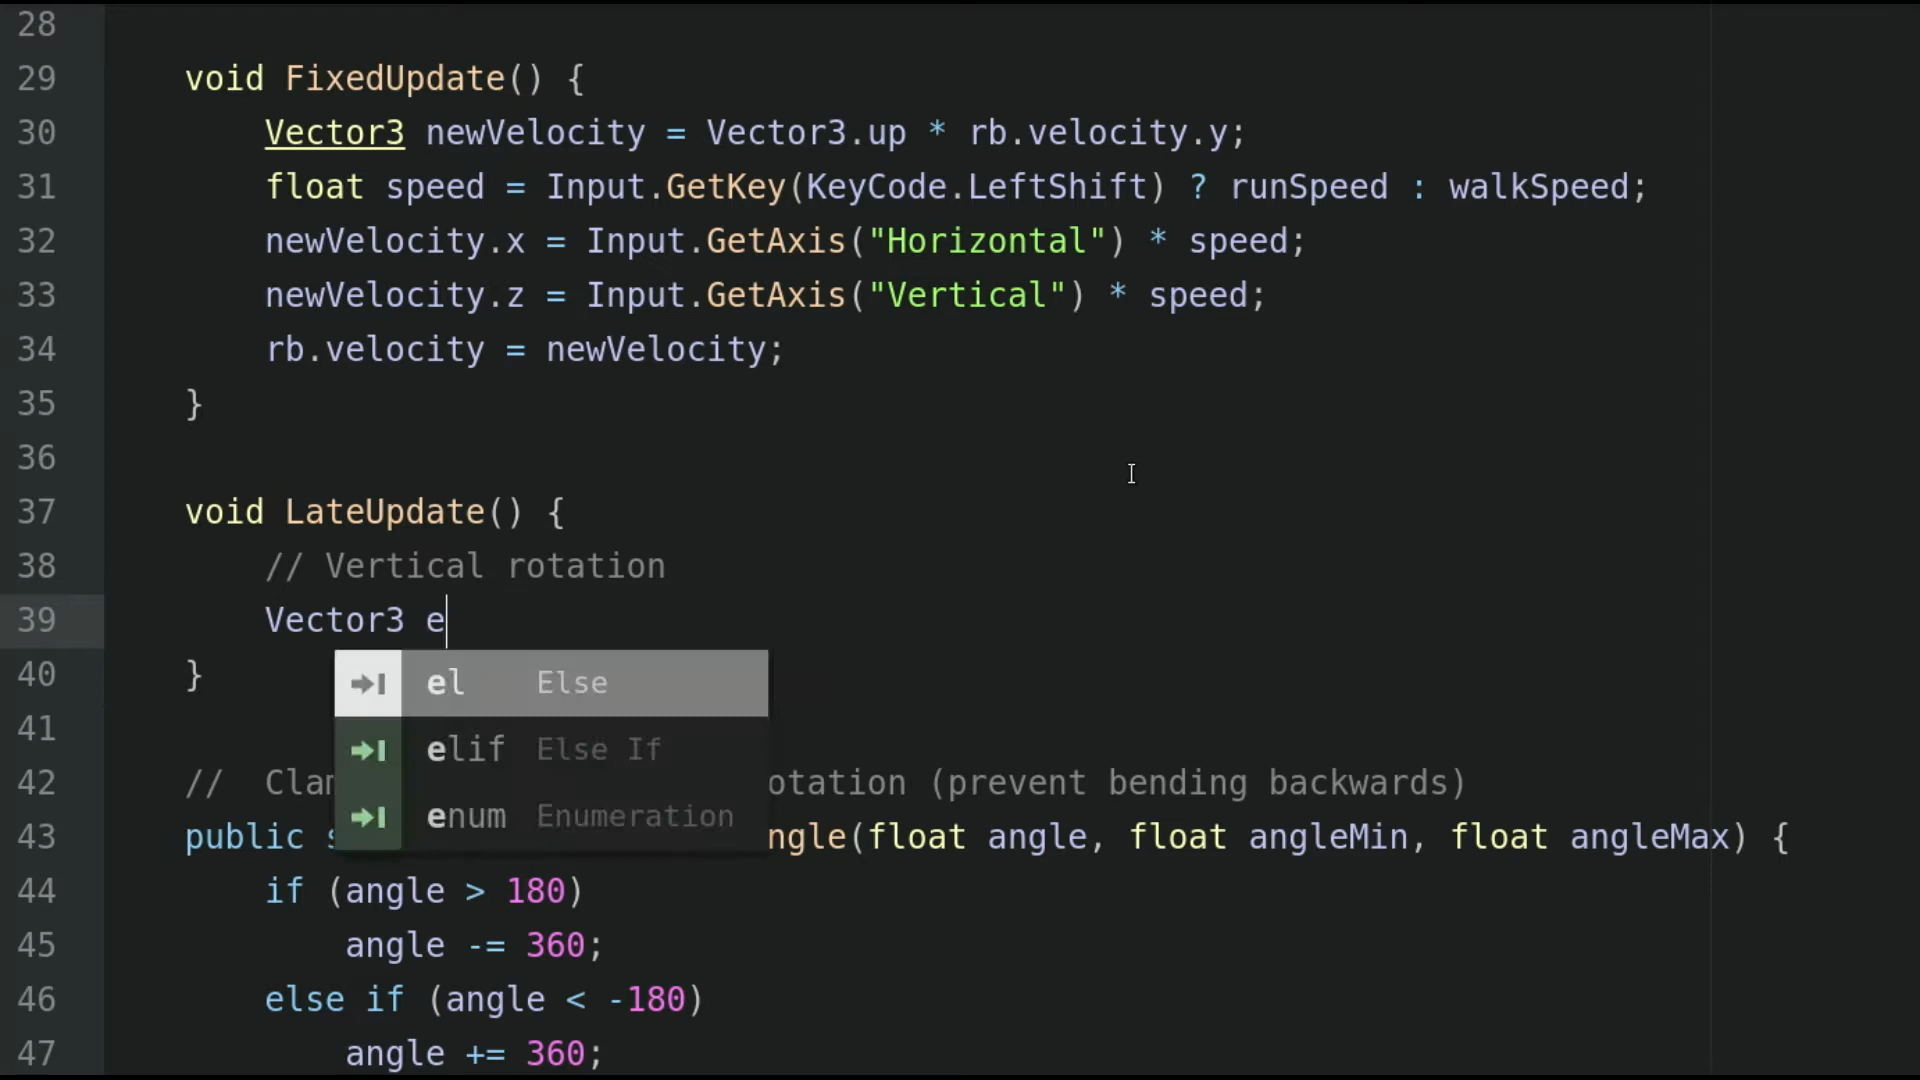 28
29 void FixedUpdate() {
30 Vector3 newVelocity = Vector3.up * rb.velocity.y;
31 float speed = Input.GetKey(KeyCode.LeftShift) ? runSpeed : walkSpeed;
32 newVelocity.x = Input.GetAxis("Horizontal") * speed;
33 newVelocity.z = Input.GetAxis("Vertical") * speed;
34 rb.velocity = newVelocity;
35 }
36
37 void LateUpdate() {
38 // Vertical rotation
39 Vector3 e
40 }
el Else
41
elif Else If
42 // Clam otation (prevent bending backwards)
enum Enumeration
43 public s ngle(float angle, float angleMin, float angleMax) {
44 if (angle > 180)
45 angle -= 360;
46 else if (angle < -180)
47 angle += 360;